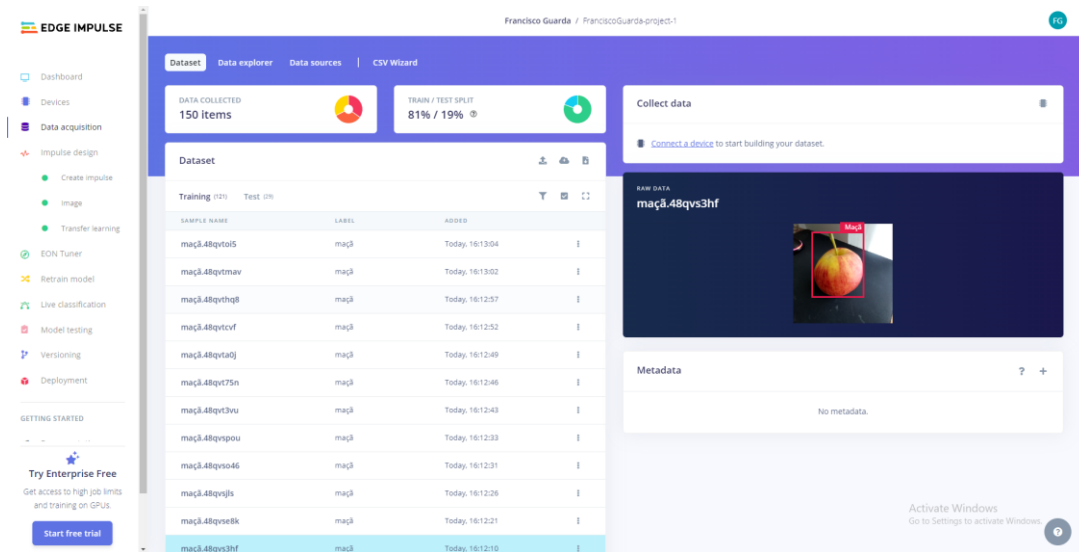 EDGE IMPULSE
Francisco Guarda / FranciscoGuarda-project-1
FG
Dashboard
Devices
Data acquisition
Impulse design
Create impulse
Image
Transfer learning
EON Tuner
Retrain model
Live classification
Model testing
Versioning
Deployment
GETTING STARTED
Try Enterprise Free
Get access to high job limits
and training on GPUs.
Start free trial
Dataset Data explorer Data sources | CSV Wizard
DATA COLLECTED
150 items
TRAIN / TEST SPLIT
81% / 19%
Dataset
Training (121) Test (29)
SAMPLE NAME LABEL ADDED
maçã.48qvtoi5 maçã Today, 16:13:04
maçã.48qvtmav maçã Today, 16:13:02
maçã.48qvthq8 maçã Today, 16:12:57
maçã.48qvtcvf maçã Today, 16:12:52
maçã.48qvta0j maçã Today, 16:12:49
maçã.48qvt75n maçã Today, 16:12:46
maçã.48qvt3vu maçã Today, 16:12:43
maçã.48qvspou maçã Today, 16:12:33
maçã.48qvso46 maçã Today, 16:12:31
maçã.48qvsjls maçã Today, 16:12:26
maçã.48qvse8k maçã Today, 16:12:21
maçã.48qvs3hf maçã Today, 16:12:10
Collect data
Connect a device to start building your dataset.
RAW DATA
maçã.48qvs3hf
Maçã
Metadata
? +
No metadata.
Activate Windows
Go to Settings to activate Windows.
?